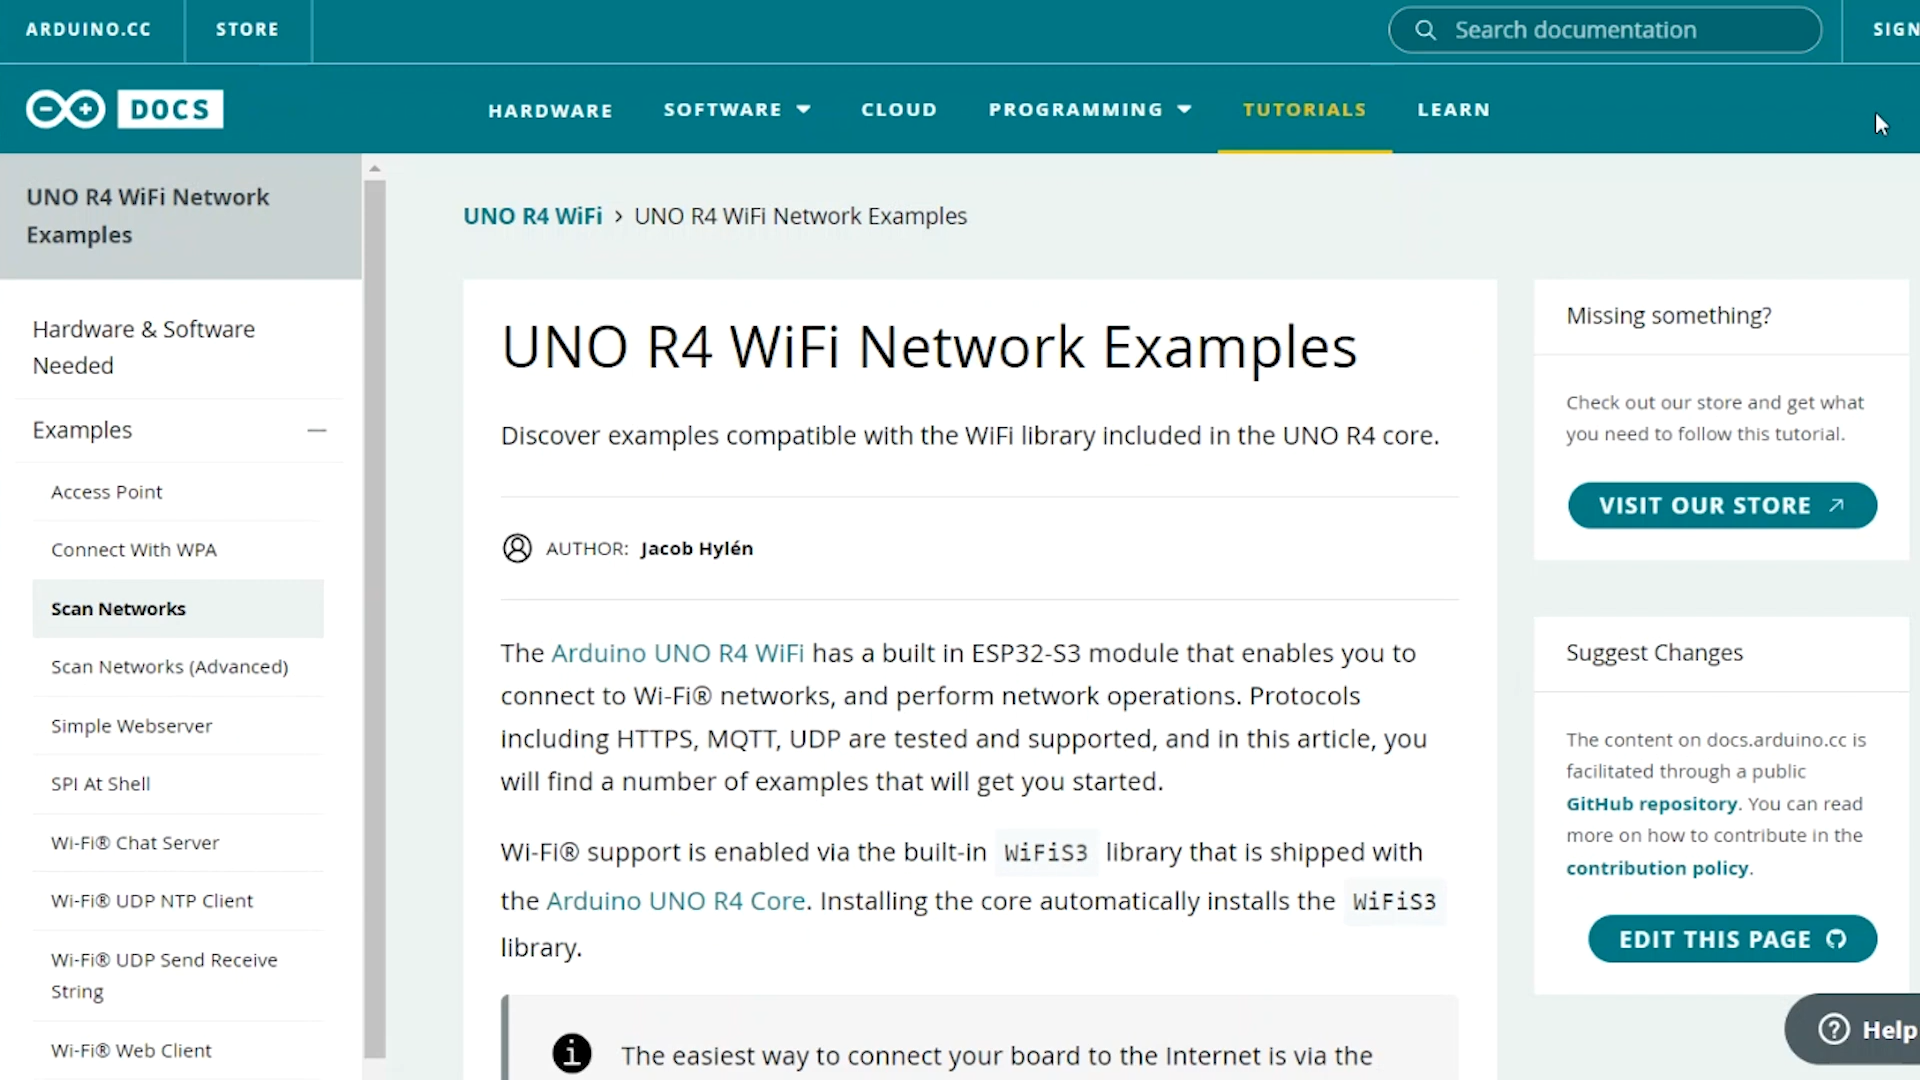 ARDUINO.CC
STORE
Search documentation
SIGN
DOCS
HARDWARE
SOFTWARE
CLOUD
PROGRAMMING
TUTORIALS
LEARN
UNO R4 WiFi Network
Examples
Hardware & Software
Needed
Examples
Access Point
Connect With WPA
Scan Networks
Scan Networks (Advanced)
Simple Webserver
SPI At Shell
Wi-Fi® Chat Server
Wi-Fi® UDP NTP Client
Wi-Fi® UDP Send Receive
String
Wi-Fi® Web Client
UNO R4 WiFi › UNO R4 WiFi Network Examples
UNO R4 WiFi Network Examples
Discover examples compatible with the WiFi library included in the UNO R4 core.
AUTHOR: Jacob Hylén
The Arduino UNO R4 WiFi has a built in ESP32-S3 module that enables you to
connect to Wi-Fi® networks, and perform network operations. Protocols
including HTTPS, MQTT, UDP are tested and supported, and in this article, you
will find a number of examples that will get you started.
Wi-Fi® support is enabled via the built-in WiFiS3 library that is shipped with
the Arduino UNO R4 Core. Installing the core automatically installs the WiFiS3
library.
The easiest way to connect your board to the Internet is via the
Missing something?
Check out our store and get what
you need to follow this tutorial.
VISIT OUR STORE
Suggest Changes
The content on docs.arduino.cc is
facilitated through a public
GitHub repository. You can read
more on how to contribute in the
contribution policy.
EDIT THIS PAGE
Help